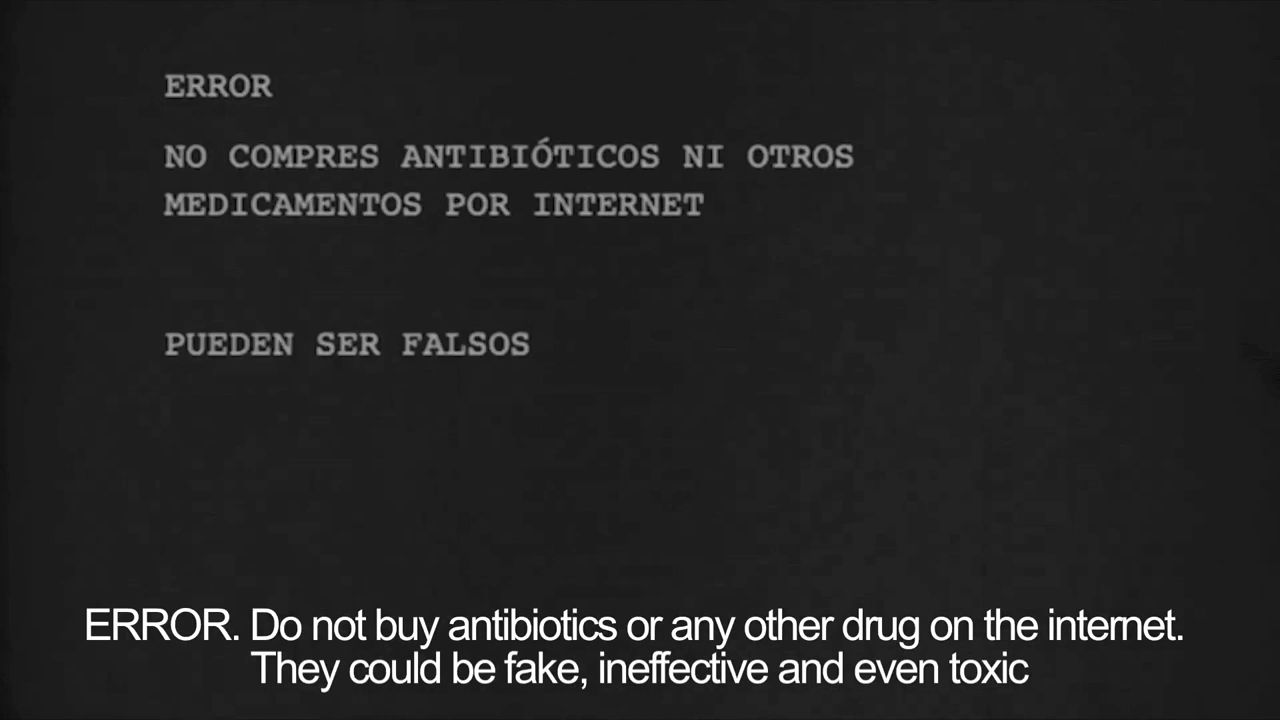 ERROR
NO COMPRES ANTIBIÓTICOS NI OTROS
MEDICAMENTOS POR INTERNET
PUEDEN SER FALSOS
ERROR. Do not buy antibiotics or any other drug on the internet.
They could be fake, ineffective and even toxic